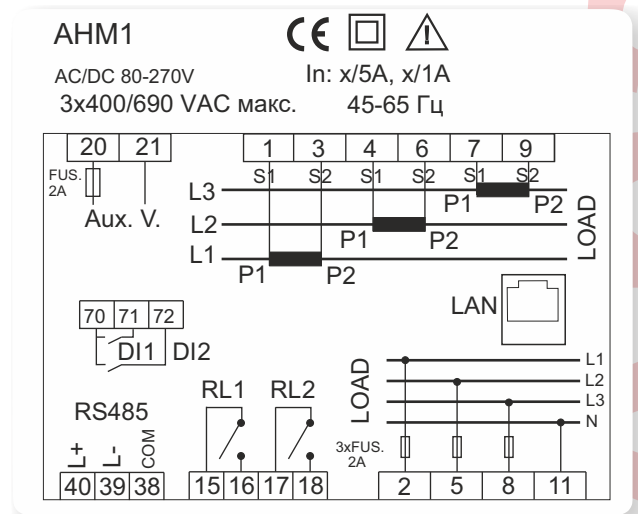 AHM1 CE
AC/DC 80-270V In: x/5A, x/1A
3x400/690 VAC макс. 45-65 Гц
20 21 1 3 4 6 7 9
FUS. 2A
S1 S2 S1 S2 S1 S2
Aux. V.
L3 P1 P2
L2 P1 P2
L1 P1 P2
LOAD
LAN
70 71 72
DI1 DI2
RS485
L+ L- COM
40 39 38
RL1 RL2
15 16 17 18
LOAD
L1
L2
L3
N
3xFUS.
2A
2 5 8 11